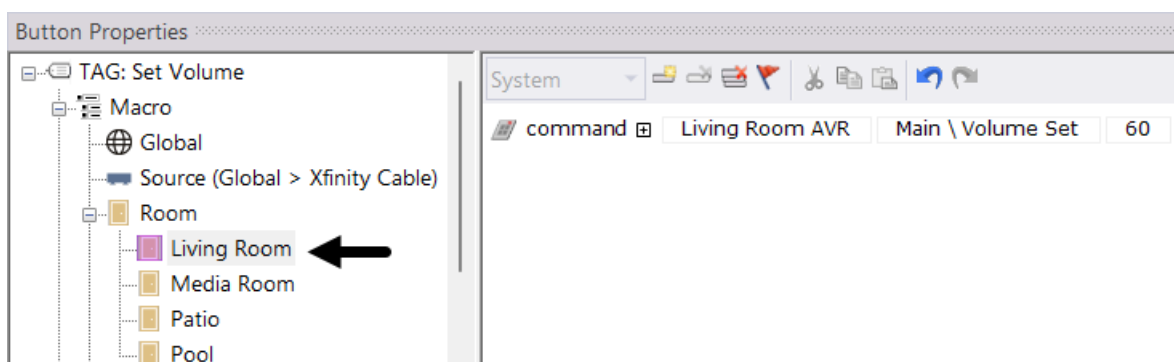 Button Properties
TAG: Set Volume
Macro
Global
Source (Global > Xfinity Cable)
Room
Living Room
Media Room
Patio
Pool
System
command Living Room AVR Main \ Volume Set 60